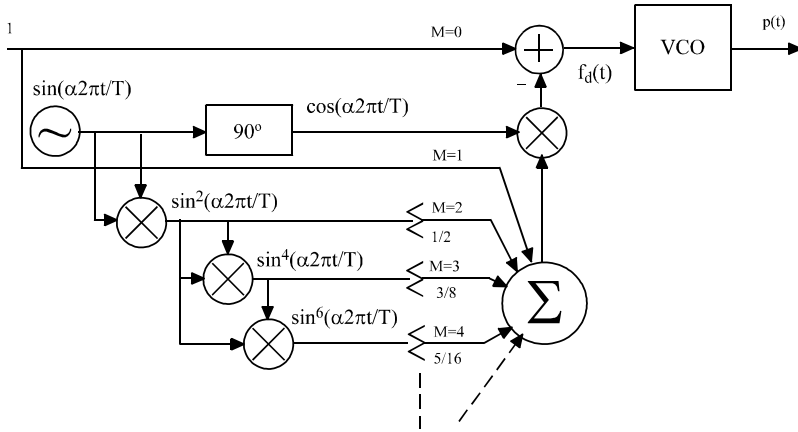 1
M=0
VCO
p(t)
f_d(t)
–
sin(α2πt/T)
90º
cos(α2πt/T)
M=1
sin²(α2πt/T)
M=2
1/2
sin⁴(α2πt/T)
M=3
3/8
sin⁶(α2πt/T)
M=4
5/16
Σ